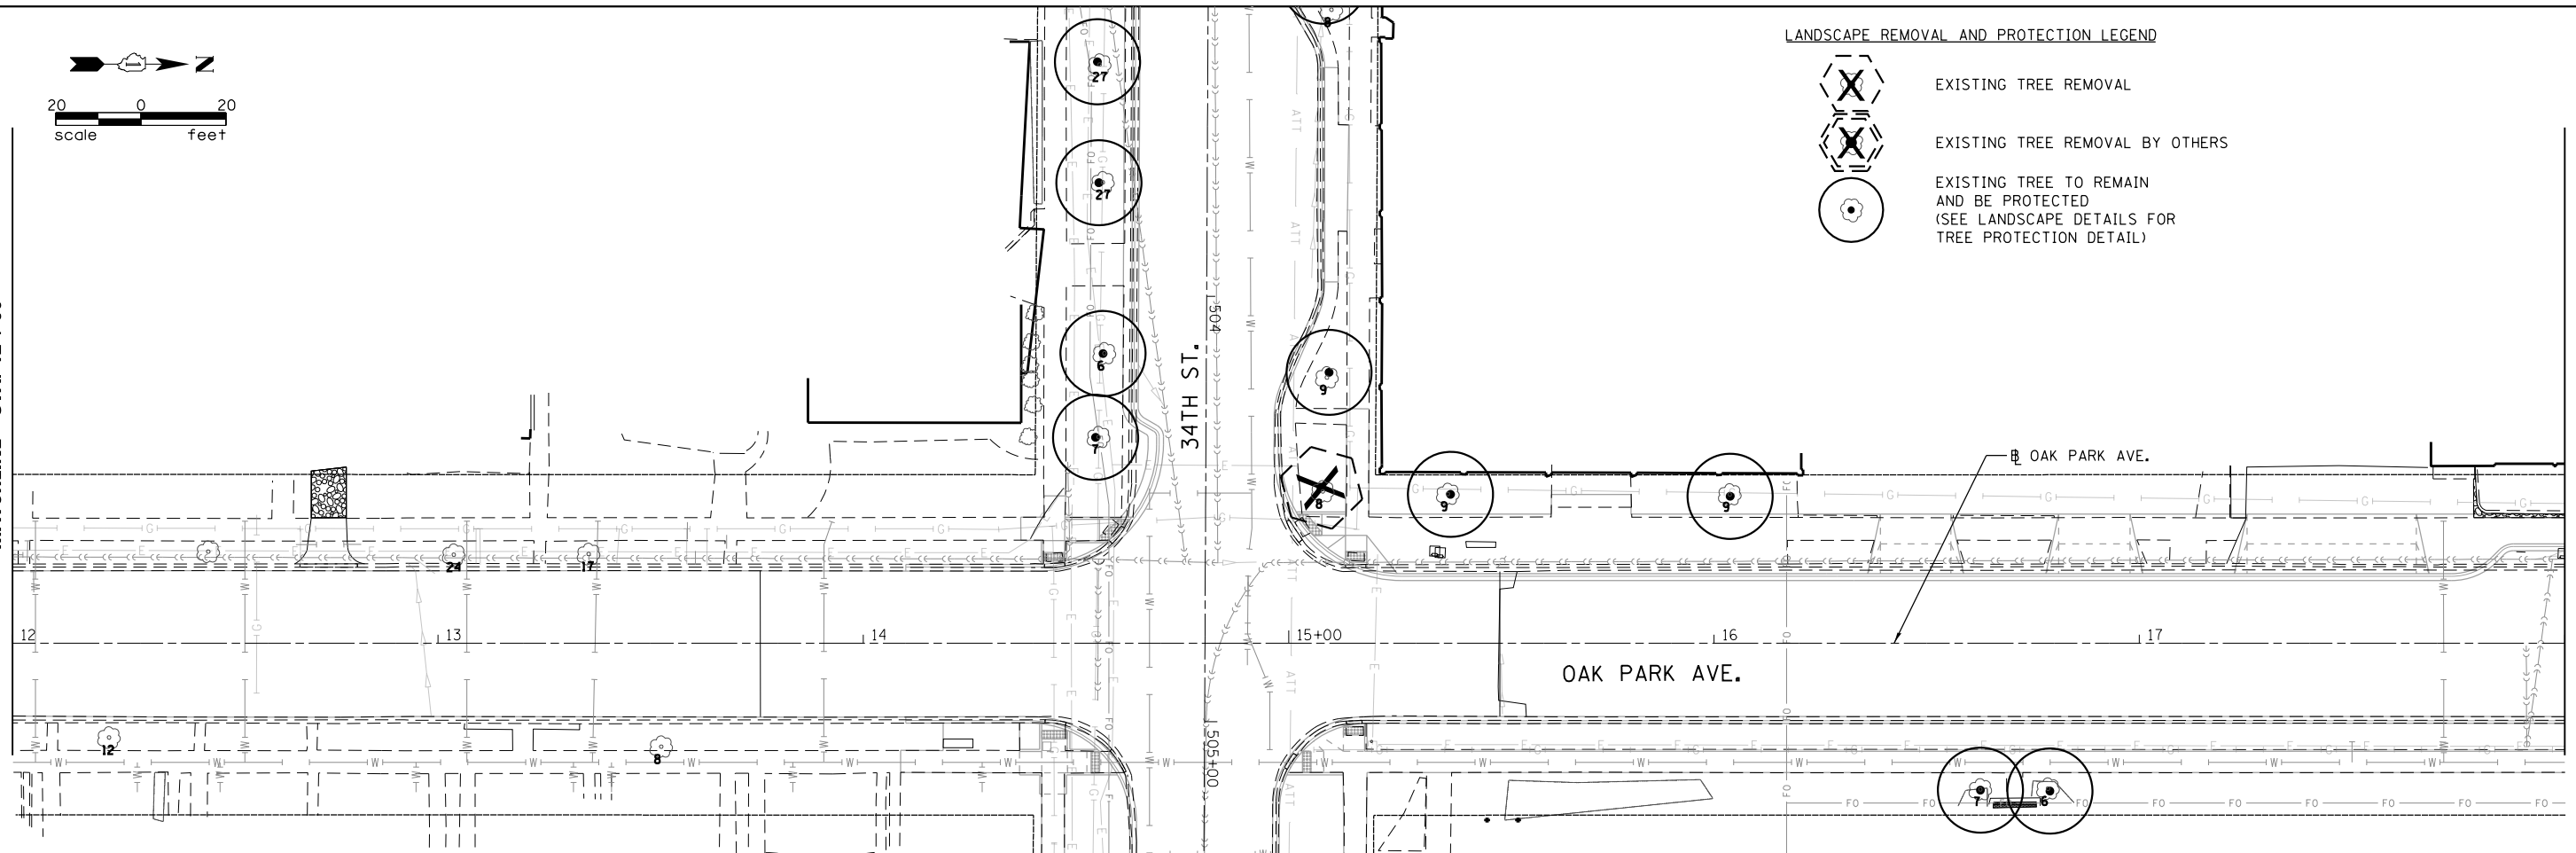 N
20 0 20
scale feet
LANDSCAPE REMOVAL AND PROTECTION LEGEND
EXISTING TREE REMOVAL
EXISTING TREE REMOVAL BY OTHERS
EXISTING TREE TO REMAIN
AND BE PROTECTED
(SEE LANDSCAPE DETAILS FOR
TREE PROTECTION DETAIL)
8
27
27
6
7
9
8
9
9
34TH ST.
504
OAK PARK AVE.
24
17
12
13
14
15+00
16
17
OAK PARK AVE.
505+00
12
8
7
6